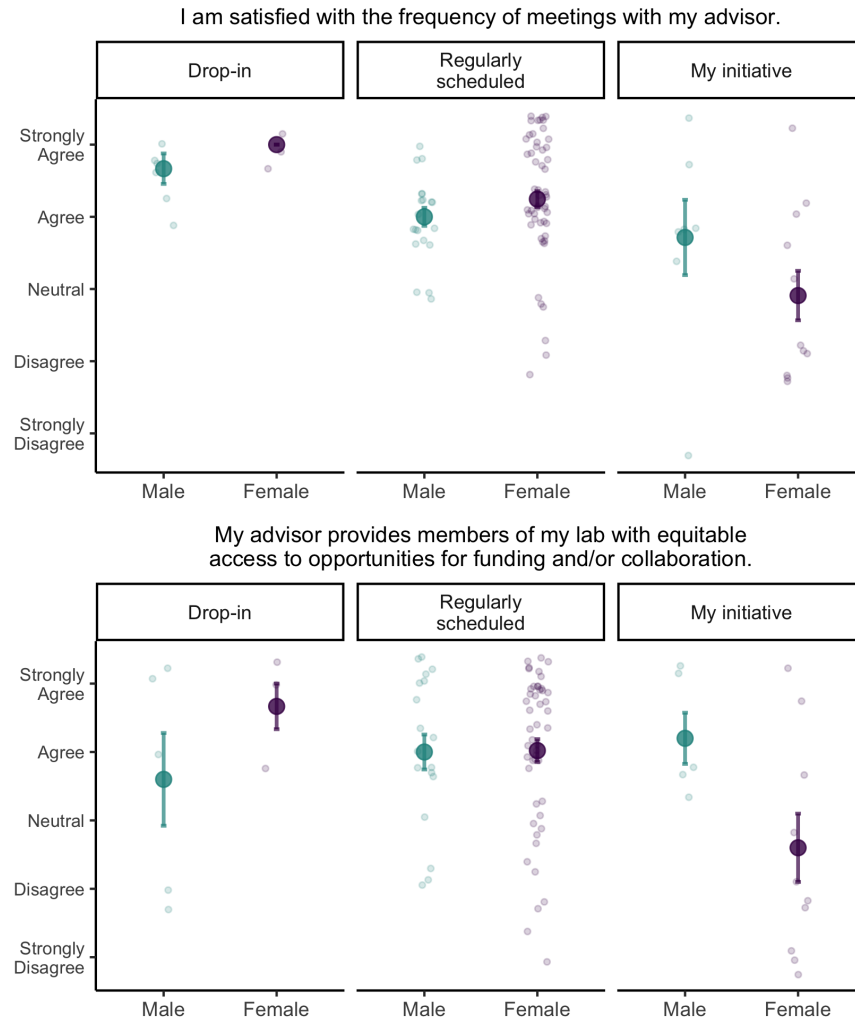 I am satisfied with the frequency of meetings with my advisor.
Drop-in
Regularly
scheduled
My initiative
Strongly
Agree
Agree
Neutral
Disagree
Strongly
Disagree
Male
Female
Male
Female
Male
Female
My advisor provides members of my lab with equitable
access to opportunities for funding and/or collaboration.
Drop-in
Regularly
scheduled
My initiative
Strongly
Agree
Agree
Neutral
Disagree
Strongly
Disagree
Male
Female
Male
Female
Male
Female